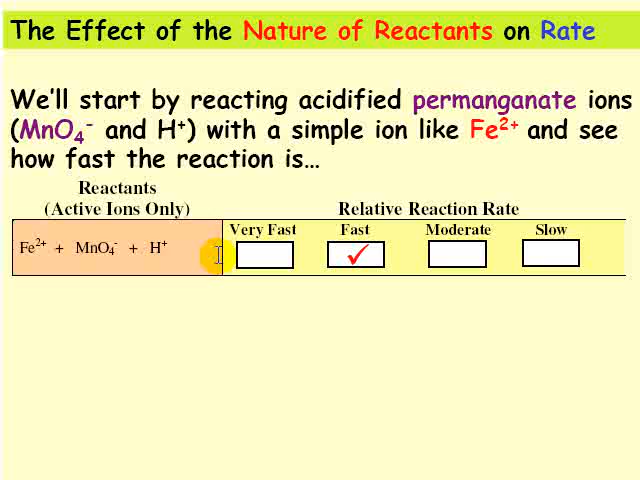 The Effect of the Nature of Reactants on Rate
We'll start by reacting acidified permanganate ions
(MnO₄⁻ and H⁺) with a simple ion like Fe²⁺ and see
how fast the reaction is…
Reactants
(Active Ions Only)
Relative Reaction Rate
Very Fast Fast Moderate Slow
Fe²⁺ + MnO₄⁻ + H⁺